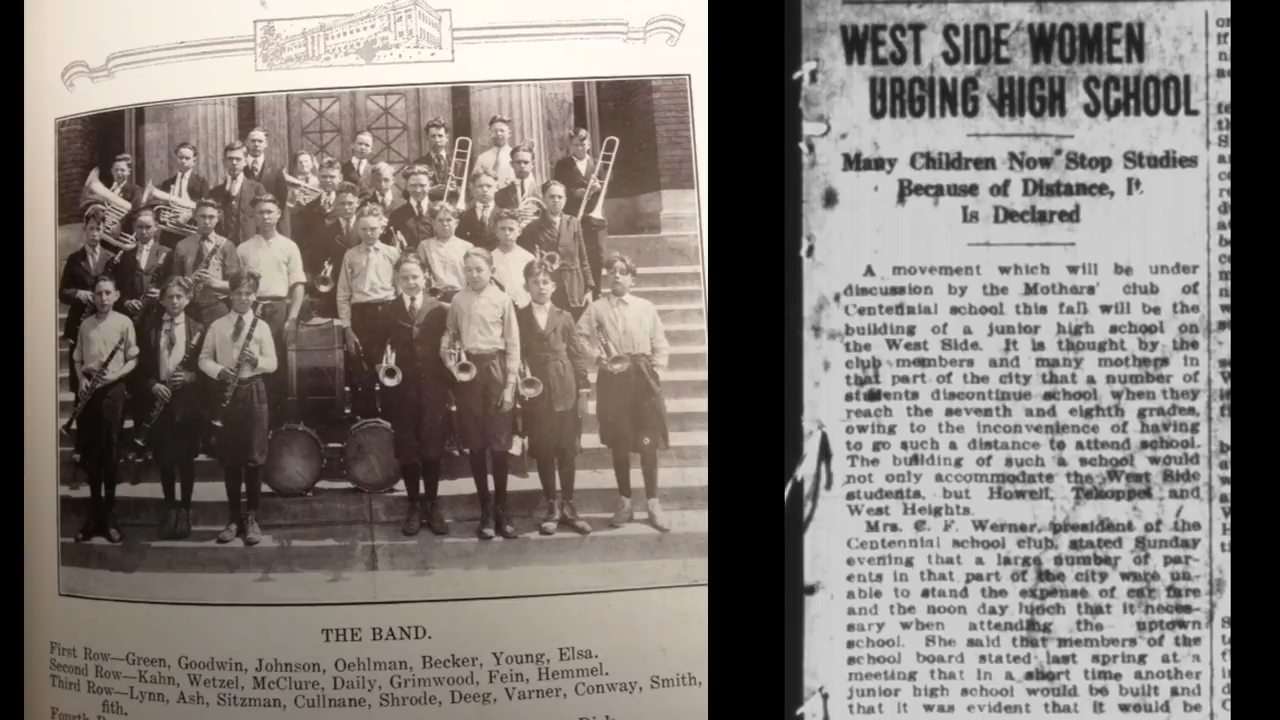 THE BAND.
First Row—Green, Goodwin, Johnson, Oehlman, Becker, Young, Elsa.
Second Row—Kahn, Wetzel, McClure, Daily, Grimwood, Fein, Hemmel.
Third Row—Lynn, Ash, Sitzman, Cullnane, Shrode, Deeg, Varner, Conway, Smith,
fith.
Fourth
WEST SIDE WOMEN
URGING HIGH SCHOOL
Many Children Now Stop Studies
Because of Distance, It
Is Declared
A movement which will be under
discussion by the Mothers' club of
Centennial school this fall will be the
building of a junior high school on
the West Side. It is thought by the
club members and many mothers in
that part of the city that a number of
students discontinue school when they
reach the seventh and eighth grades,
owing to the inconvenience of having
to go such a distance to attend school.
The building of such a school would
not only accommodate the West Side
students, but Howell, Tekoppel and
West Heights.
Mrs. C. F. Werner, president of the
Centennial school club, stated Sunday
evening that a large number of par-
ents in that part of the city were un-
able to stand the expense of car fare
and the noon day lunch that it neces-
sary when attending the uptown
school. She said that members of the
school board stated last spring at a
meeting that in a short time another
junior high school would be built and
that it was evident that it would be